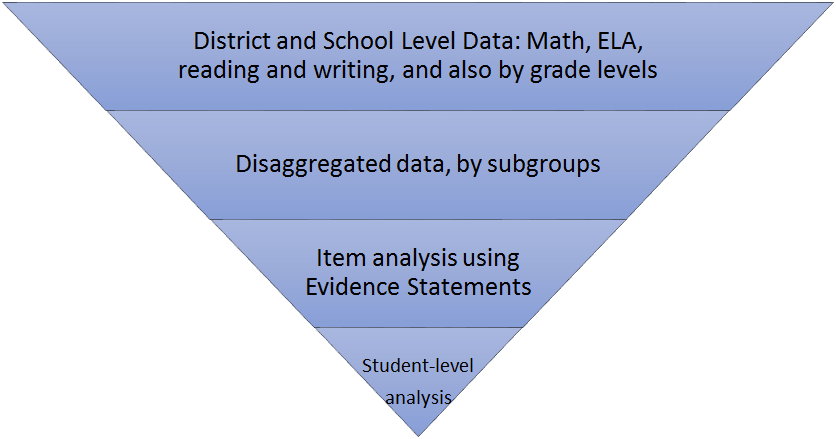 District and School Level Data: Math, ELA,
reading and writing, and also by grade levels
Disaggregated data, by subgroups
Item analysis using
Evidence Statements
Student-level
analysis